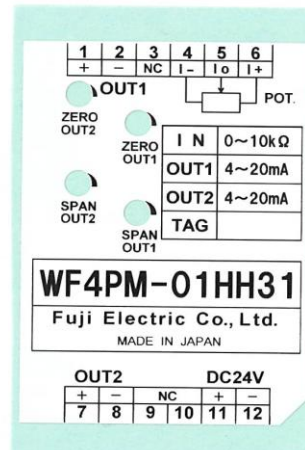 1 2 3 4 5 6
+ − NC I− Io I+
OUT1
POT.
ZERO
OUT2
ZERO
OUT1
SPAN
OUT2
SPAN
OUT1
IN 0~10kΩ
OUT1 4~20mA
OUT2 4~20mA
TAG
WF4PM-01HH31
Fuji Electric Co., Ltd.
MADE IN JAPAN
OUT2 DC24V
+ − NC + −
7 8 9 10 11 12